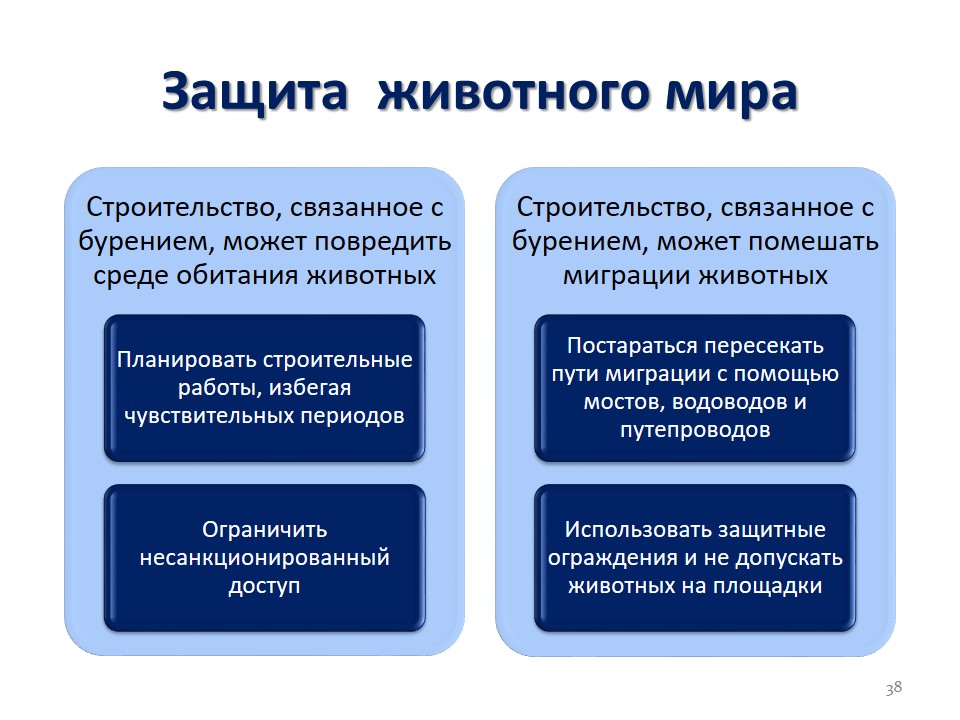 Защита  животного мира
Строительство, связанное с
бурением, может повредить
среде обитания животных
Планировать строительные
работы, избегая
чувствительных периодов
Ограничить
несанкционированный
доступ
Строительство, связанное с
бурением, может помешать
миграции животных
Постараться пересекать
пути миграции с помощью
мостов, водоводов и
путепроводов
Использовать защитные
ограждения и не допускать
животных на площадки
38